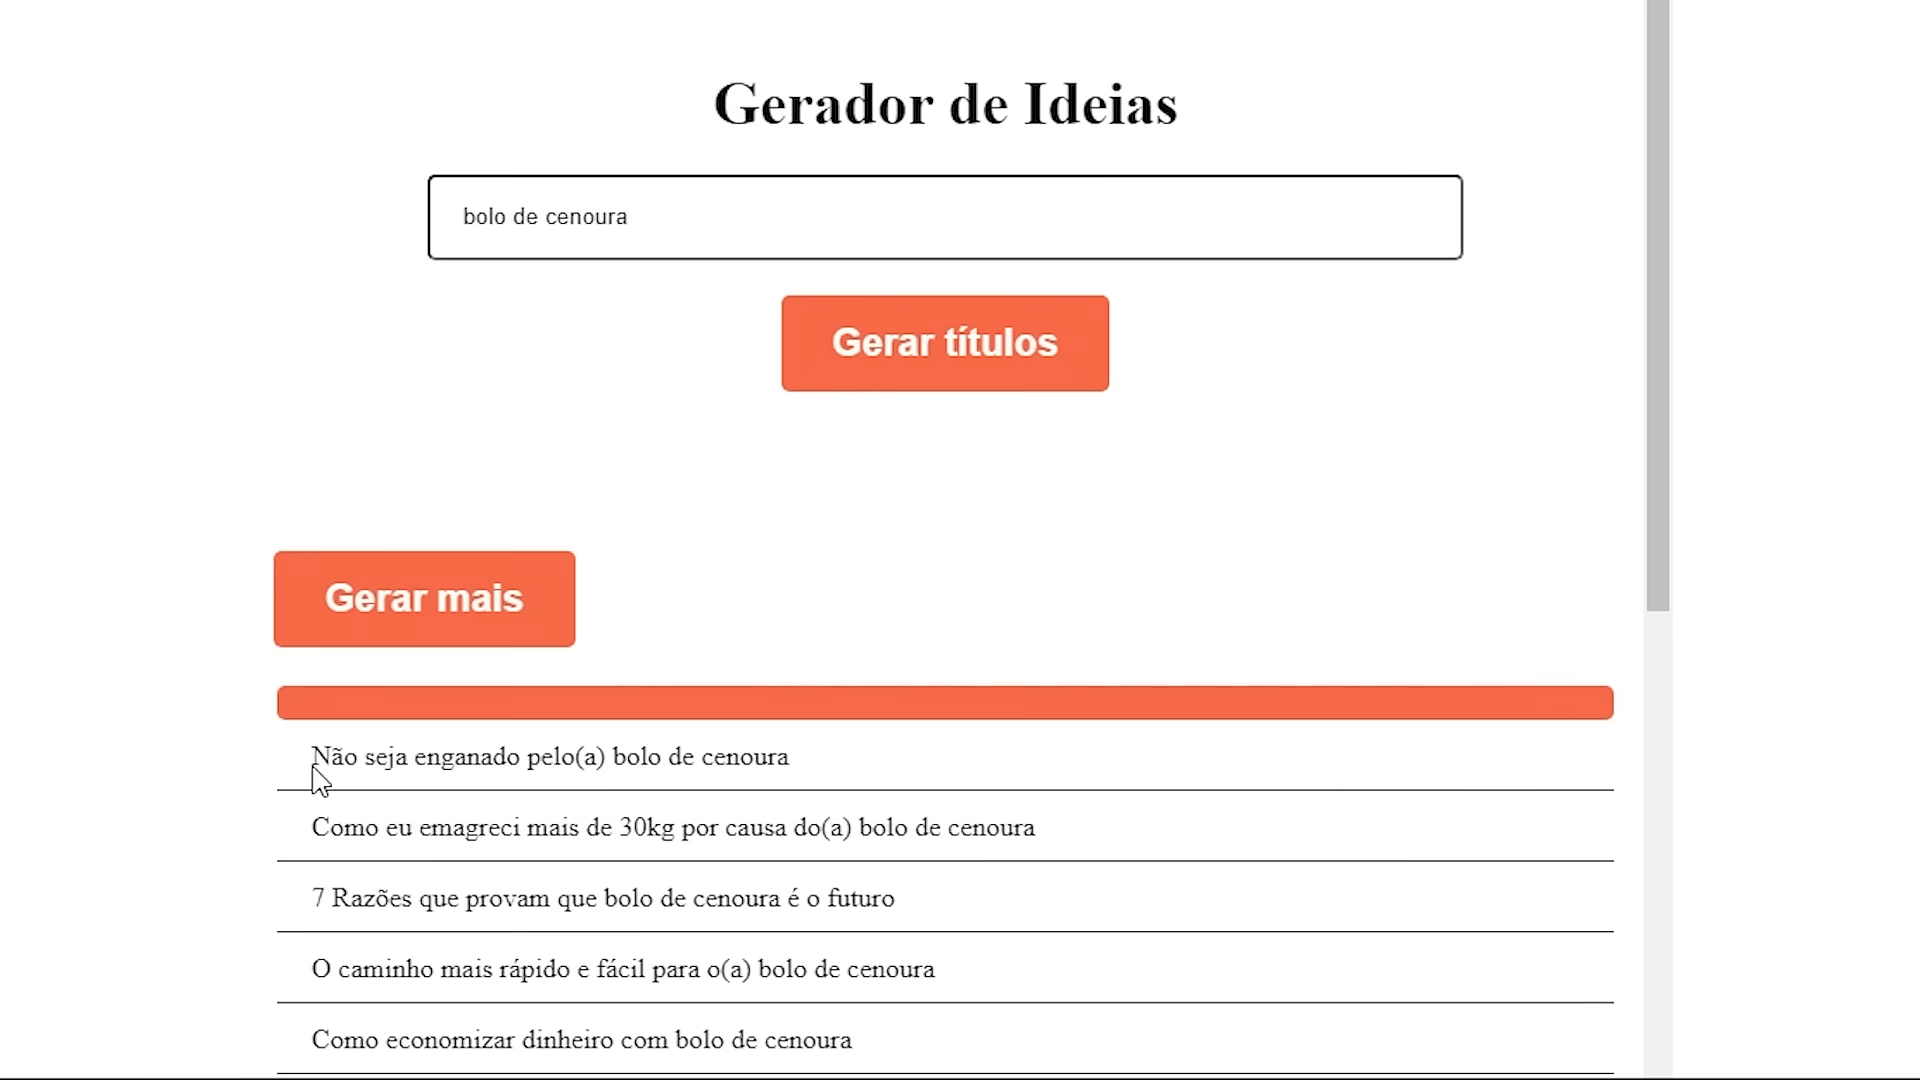 Gerador de Ideias
bolo de cenoura
Gerar títulos
Gerar mais
Não seja enganado pelo(a) bolo de cenoura
Como eu emagreci mais de 30kg por causa do(a) bolo de cenoura
7 Razões que provam que bolo de cenoura é o futuro
O caminho mais rápido e fácil para o(a) bolo de cenoura
Como economizar dinheiro com bolo de cenoura